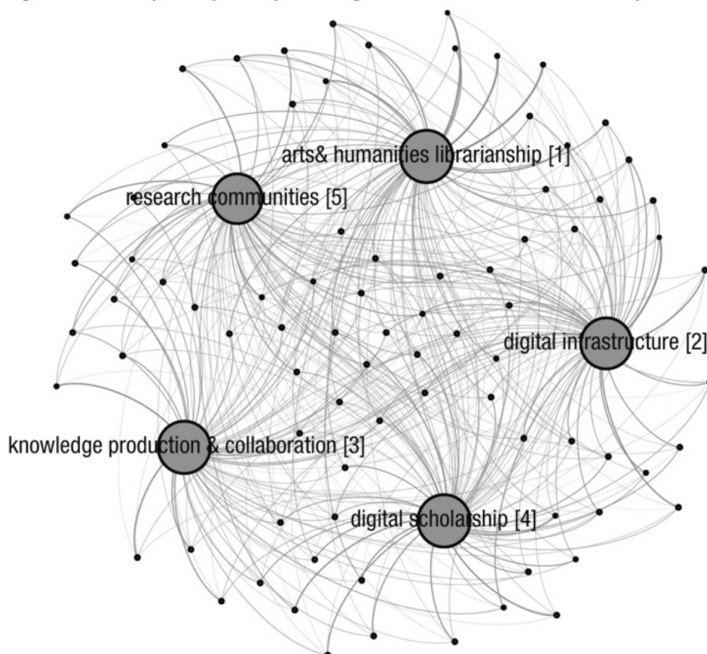 arts& humanities librarianship [1]
research communities [5]
digital infrastructure [2]
knowledge production & collaboration [3]
digital scholarship [4]